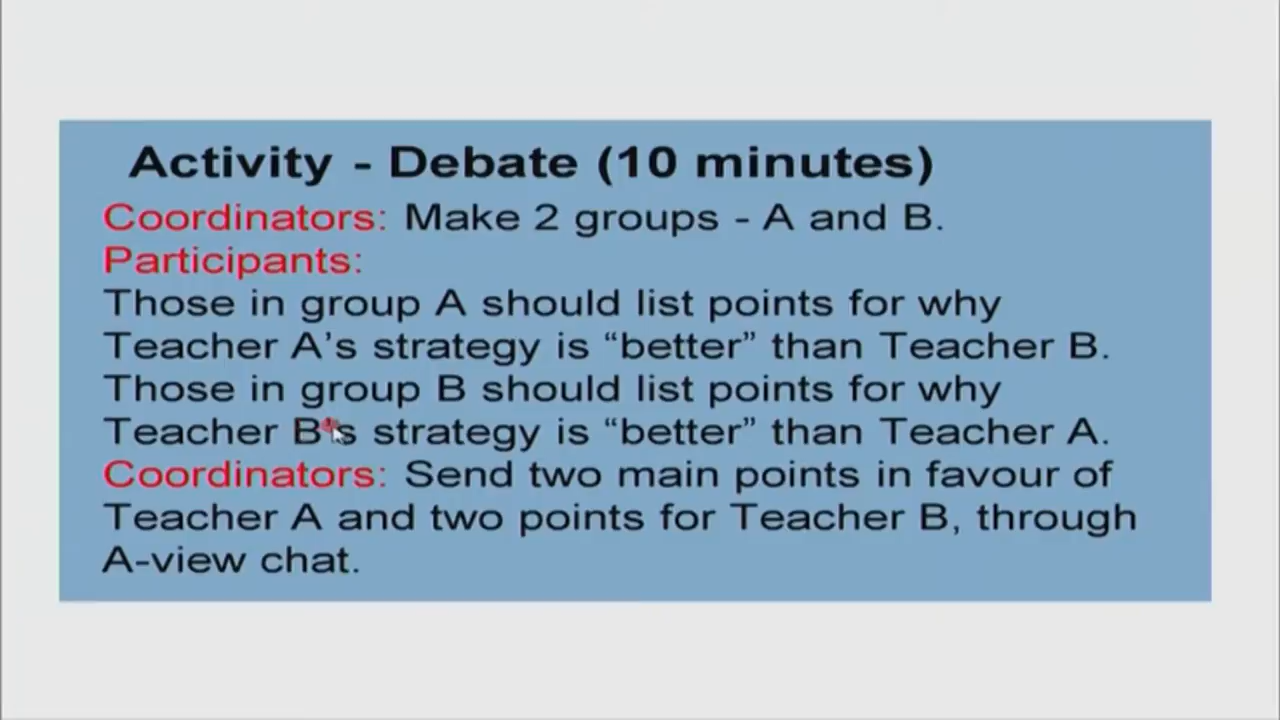 Activity - Debate (10 minutes)
Coordinators: Make 2 groups - A and B.
Participants:
Those in group A should list points for why
Teacher A’s strategy is “better” than Teacher B.
Those in group B should list points for why
Teacher B’s strategy is “better” than Teacher A.
Coordinators: Send two main points in favour of
Teacher A and two points for Teacher B, through
A-view chat.